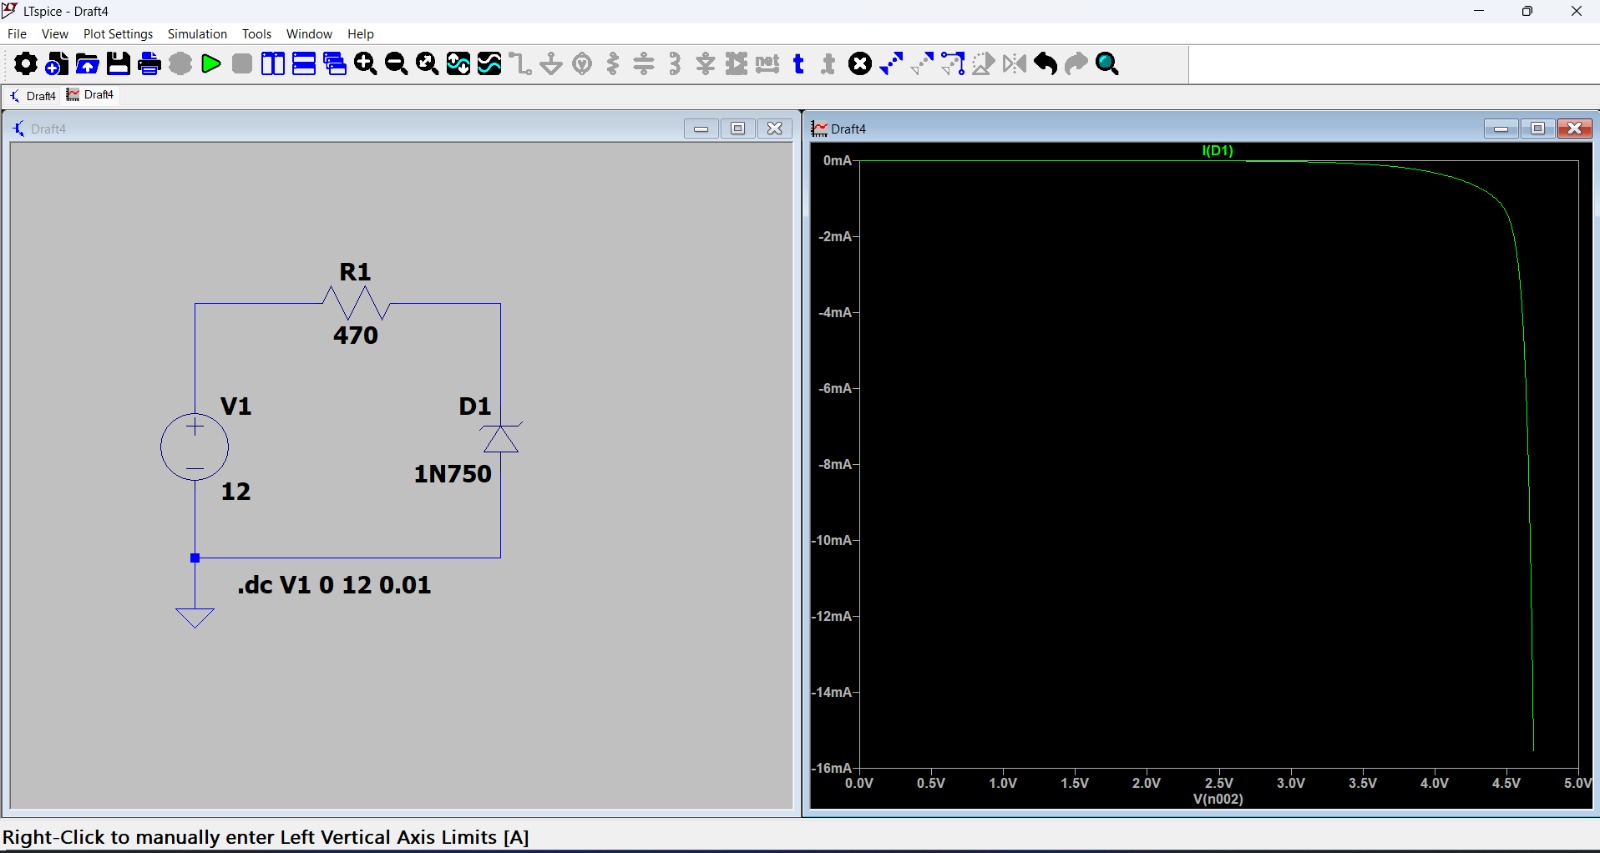 LTspice - Draft4
File View Plot Settings Simulation Tools Window Help
net t t
Draft4 Draft4
Draft4
R1
470
V1
12
D1
1N750
.dc V1 0 12 0.01
Draft4
I(D1)
0mA
-2mA
-4mA
-6mA
-8mA
-10mA
-12mA
-14mA
-16mA
0.0V 0.5V 1.0V 1.5V 2.0V 2.5V 3.0V 3.5V 4.0V 4.5V 5.0V
V(n002)
Right-Click to manually enter Left Vertical Axis Limits [A]